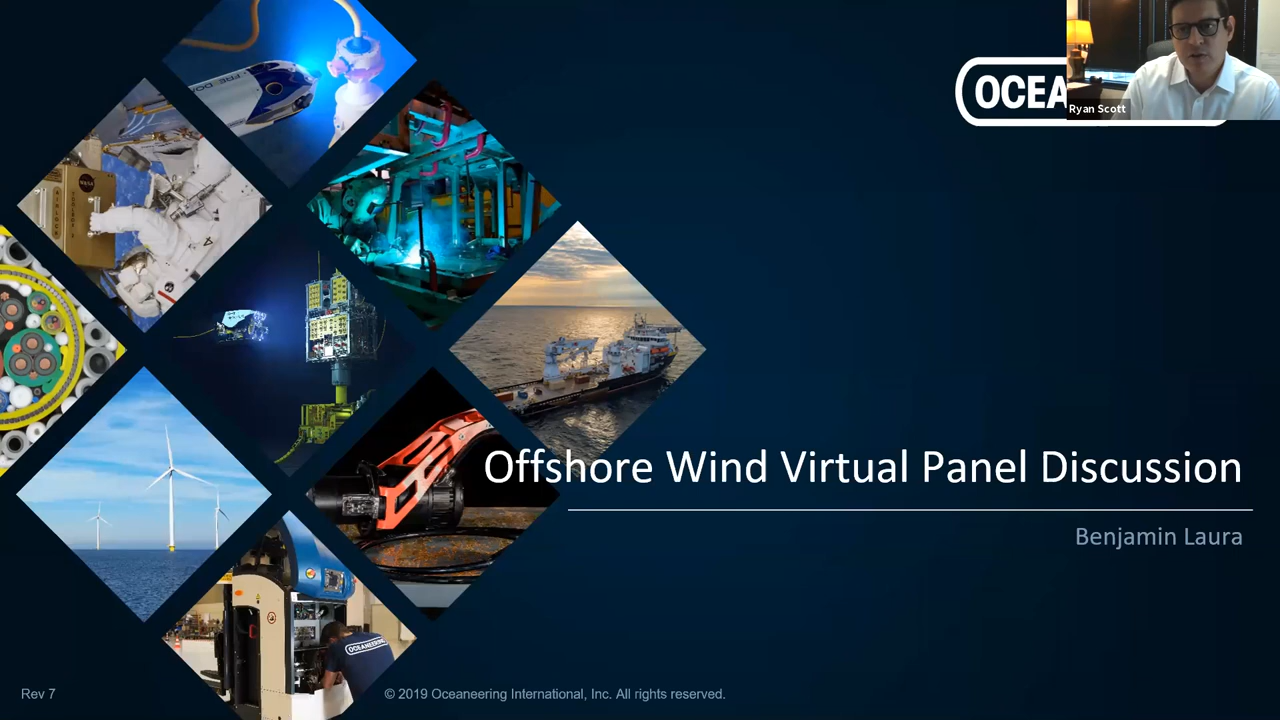 OCEA
Ryan Scott
Offshore Wind Virtual Panel Discussion
Benjamin Laura
OCEANEERING
Rev 7
© 2019 Oceaneering International, Inc. All rights reserved.